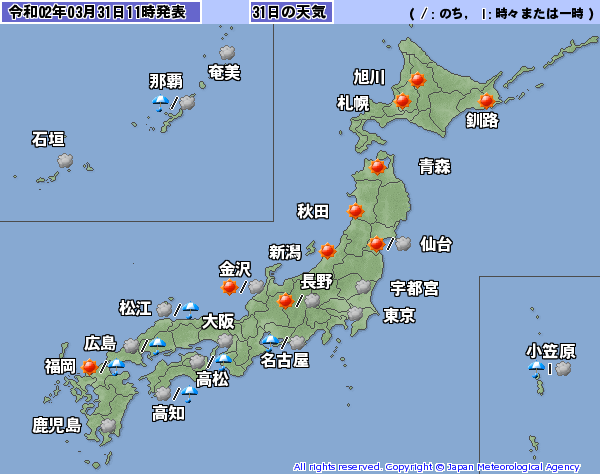 令和02年03月31日11時発表
31日の天気
( / : のち, | : 時々または一時 )
奄美
那覇
石垣
旭川
札幌
釧路
青森
秋田
仙台
新潟
金沢
長野
宇都宮
東京
松江
大阪
広島
名古屋
福岡
高松
高知
鹿児島
小笠原
All rights reserved. Copyright © Japan Meteorological Agency